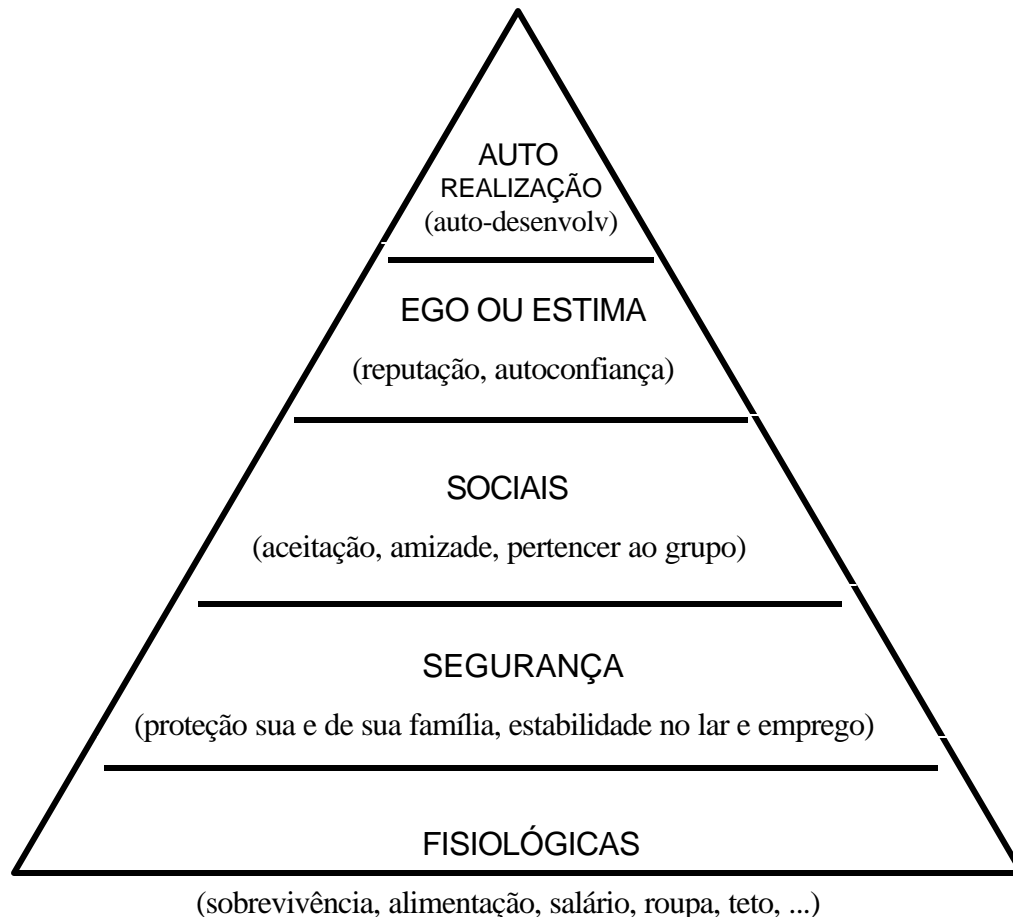 AUTO
REALIZAÇÃO
(auto-desenvolv)
EGO OU ESTIMA
(reputação, autoconfiança)
SOCIAIS
(aceitação, amizade, pertencer ao grupo)
SEGURANÇA
(proteção sua e de sua família, estabilidade no lar e emprego)
FISIOLÓGICAS
(sobrevivência, alimentação, salário, roupa, teto, ...)